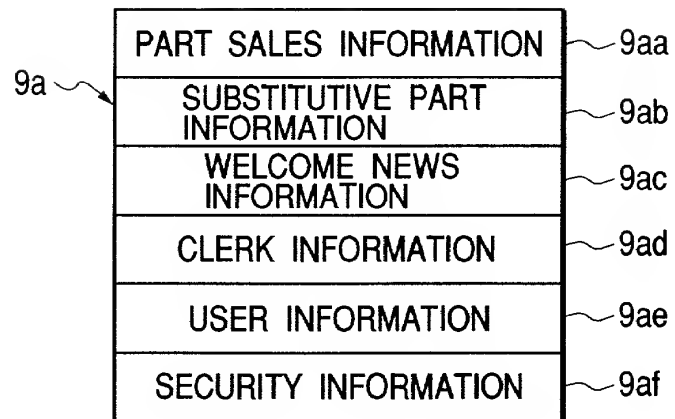 PART SALES INFORMATION 9aa
9a
SUBSTITUTIVE PART
INFORMATION 9ab
WELCOME NEWS
INFORMATION 9ac
CLERK INFORMATION 9ad
USER INFORMATION 9ae
SECURITY INFORMATION 9af